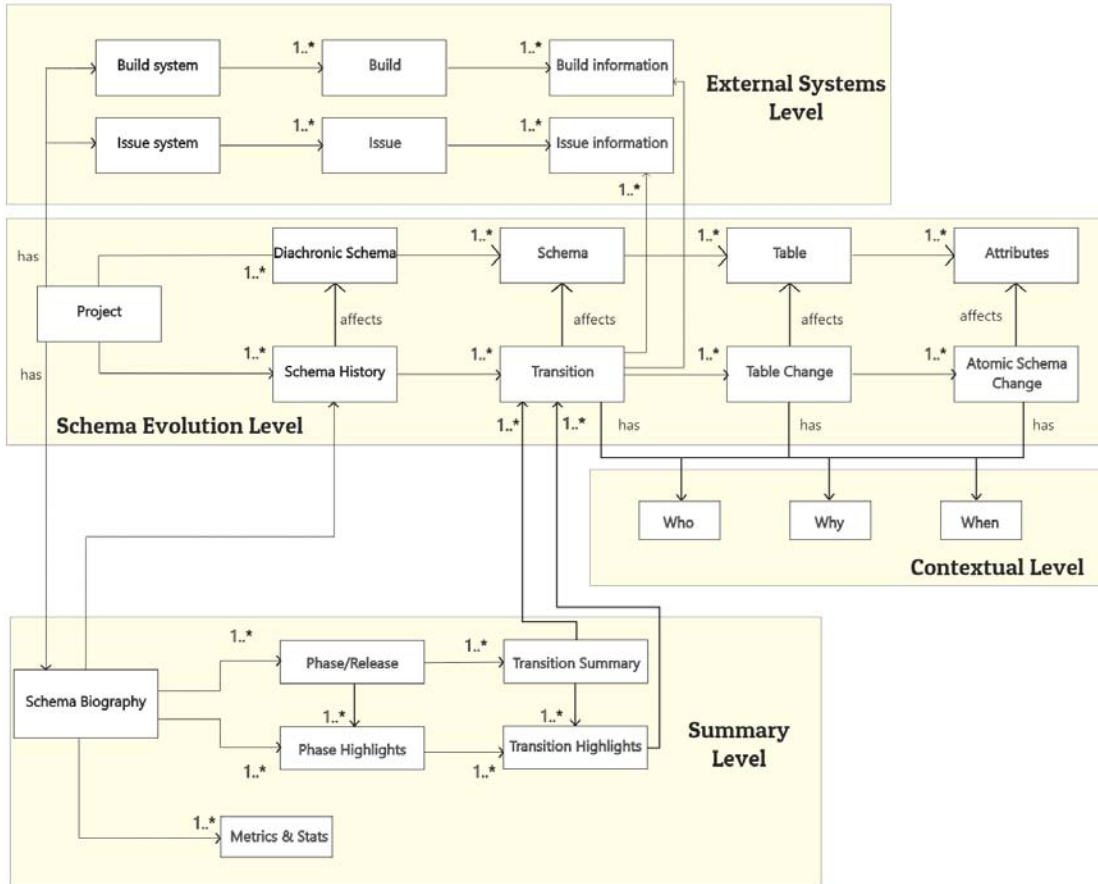 1..*
1..*
Build system
Build
Build information
External Systems
Level
1..*
1..*
Issue system
Issue
Issue information
1..*
has
1..*
Diachronic Schema
1..*
Schema
1..*
Table
1..*
Attributes
Project
affects
affects
affects
affects
has
1..*
Schema History
1..*
Transition
1..*
Table Change
1..*
Atomic Schema
Change
Schema Evolution Level
1..*
1..*
has
has
has
Who
Why
When
Contextual Level
1..*
Phase/Release
1..*
Transition Summary
Schema Biography
1..*
1..*
Phase Highlights
Transition Highlights
1..*
1..*
Summary
Level
1..*
Metrics & Stats